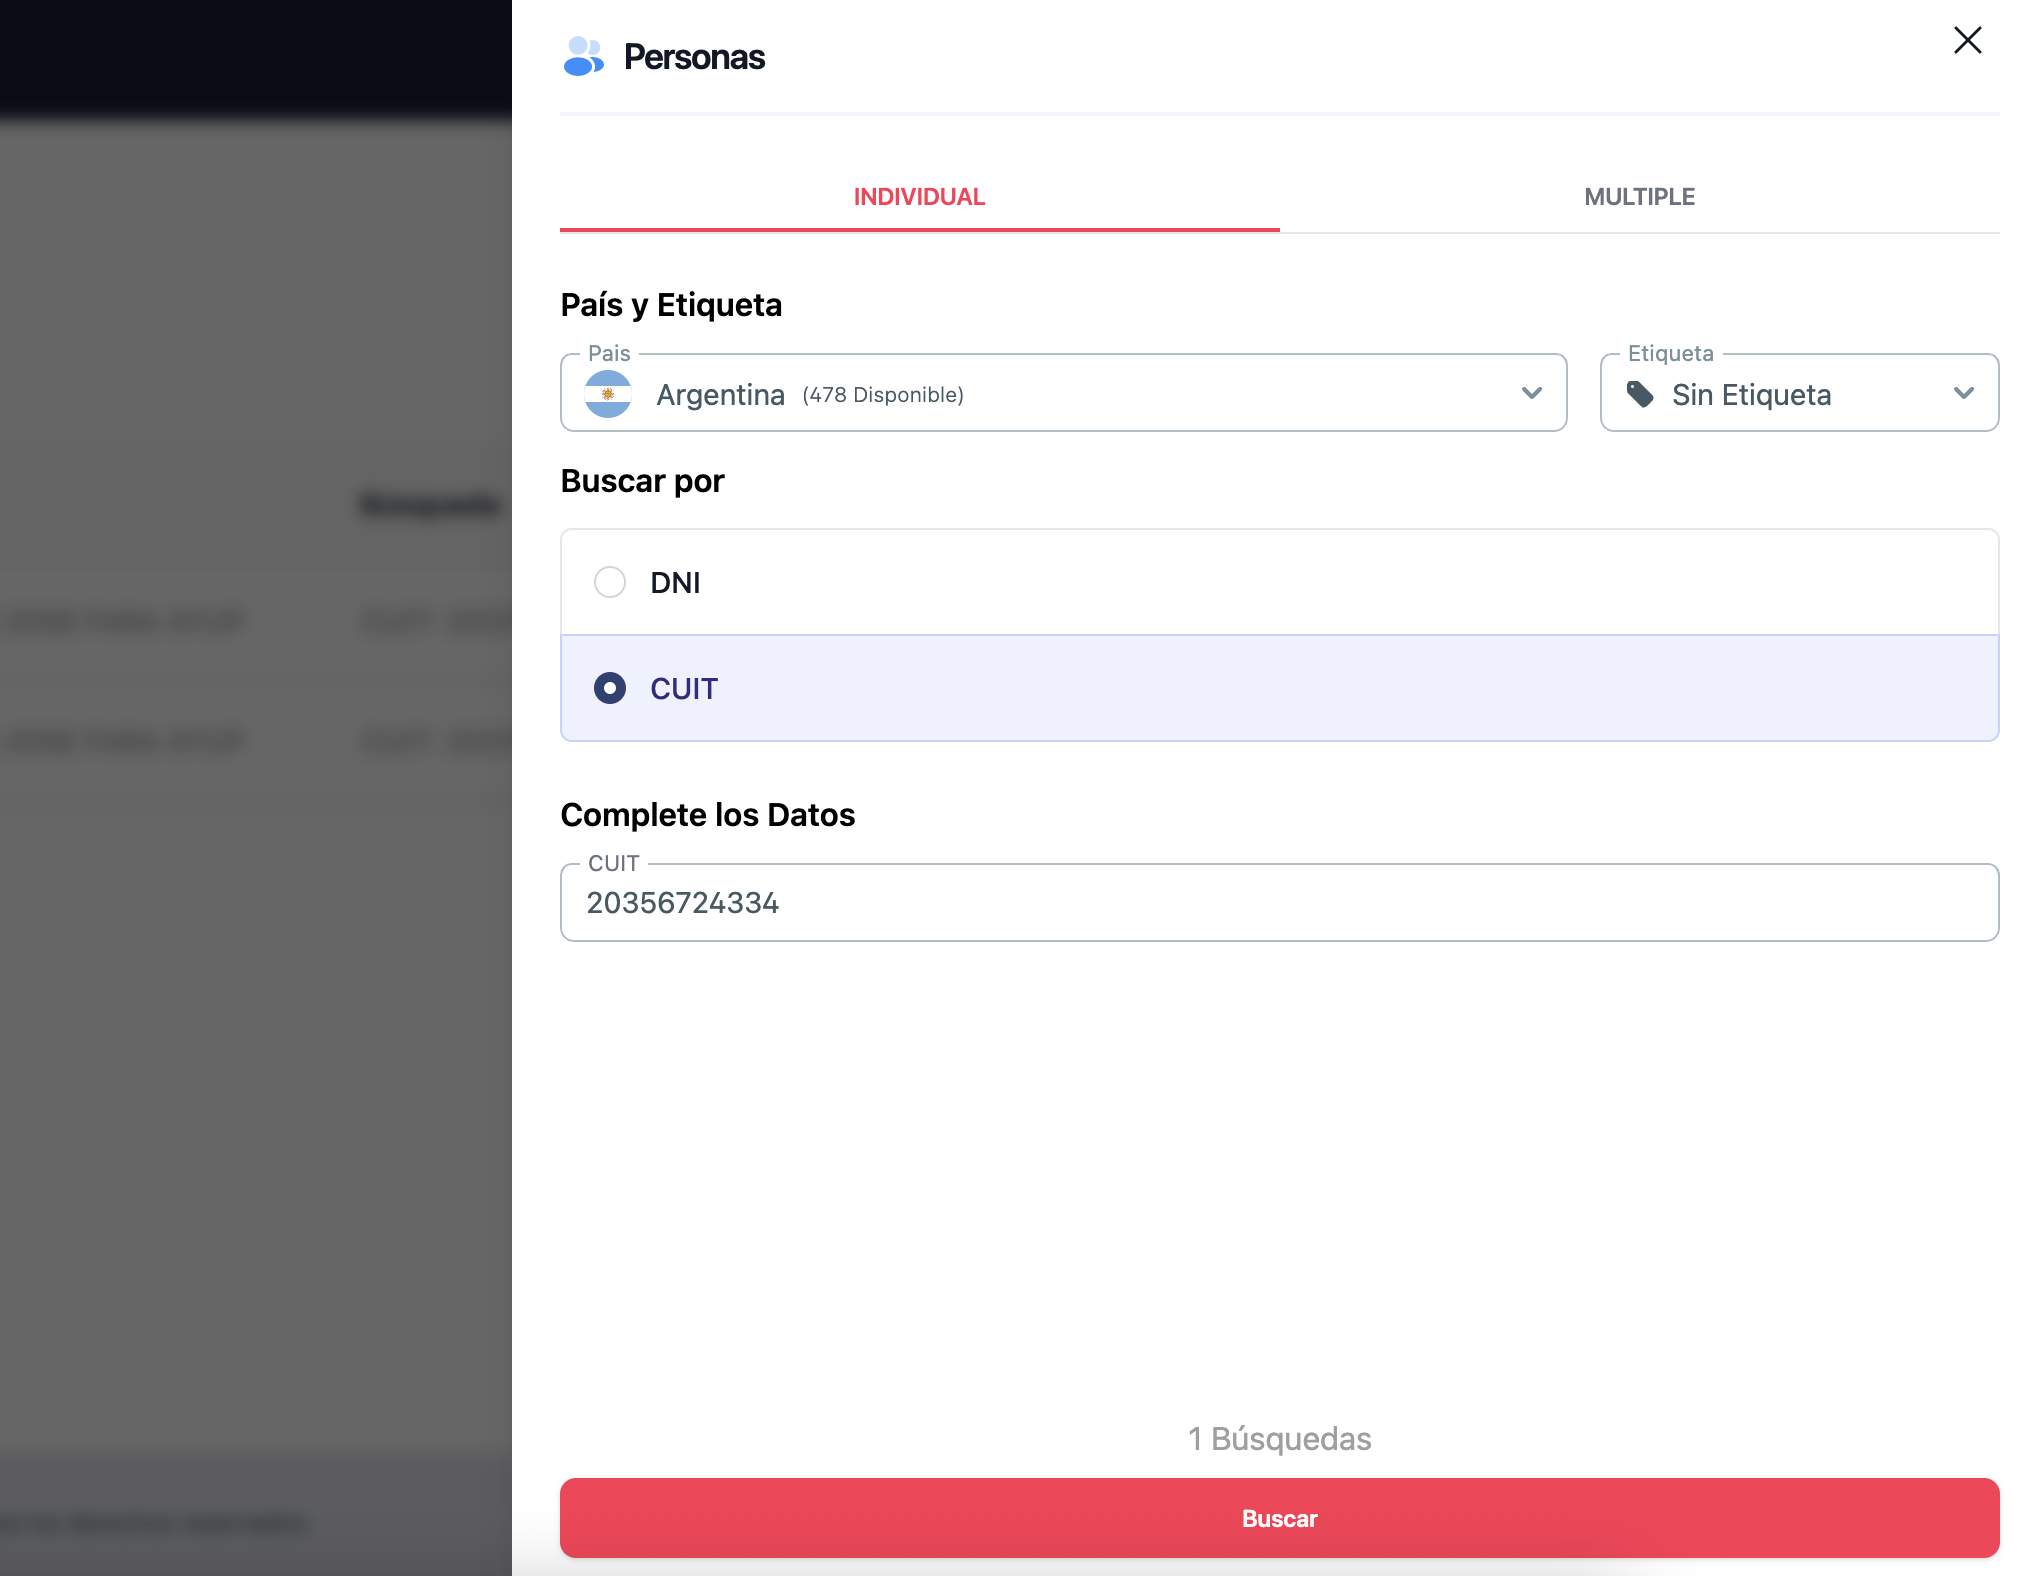 Personas
INDIVIDUAL
MULTIPLE
País y Etiqueta
Pais
Argentina (478 Disponible)
Etiqueta
Sin Etiqueta
Buscar por
DNI
CUIT
Complete los Datos
CUIT
20356724334
1 Búsquedas
Buscar
Búsqueda